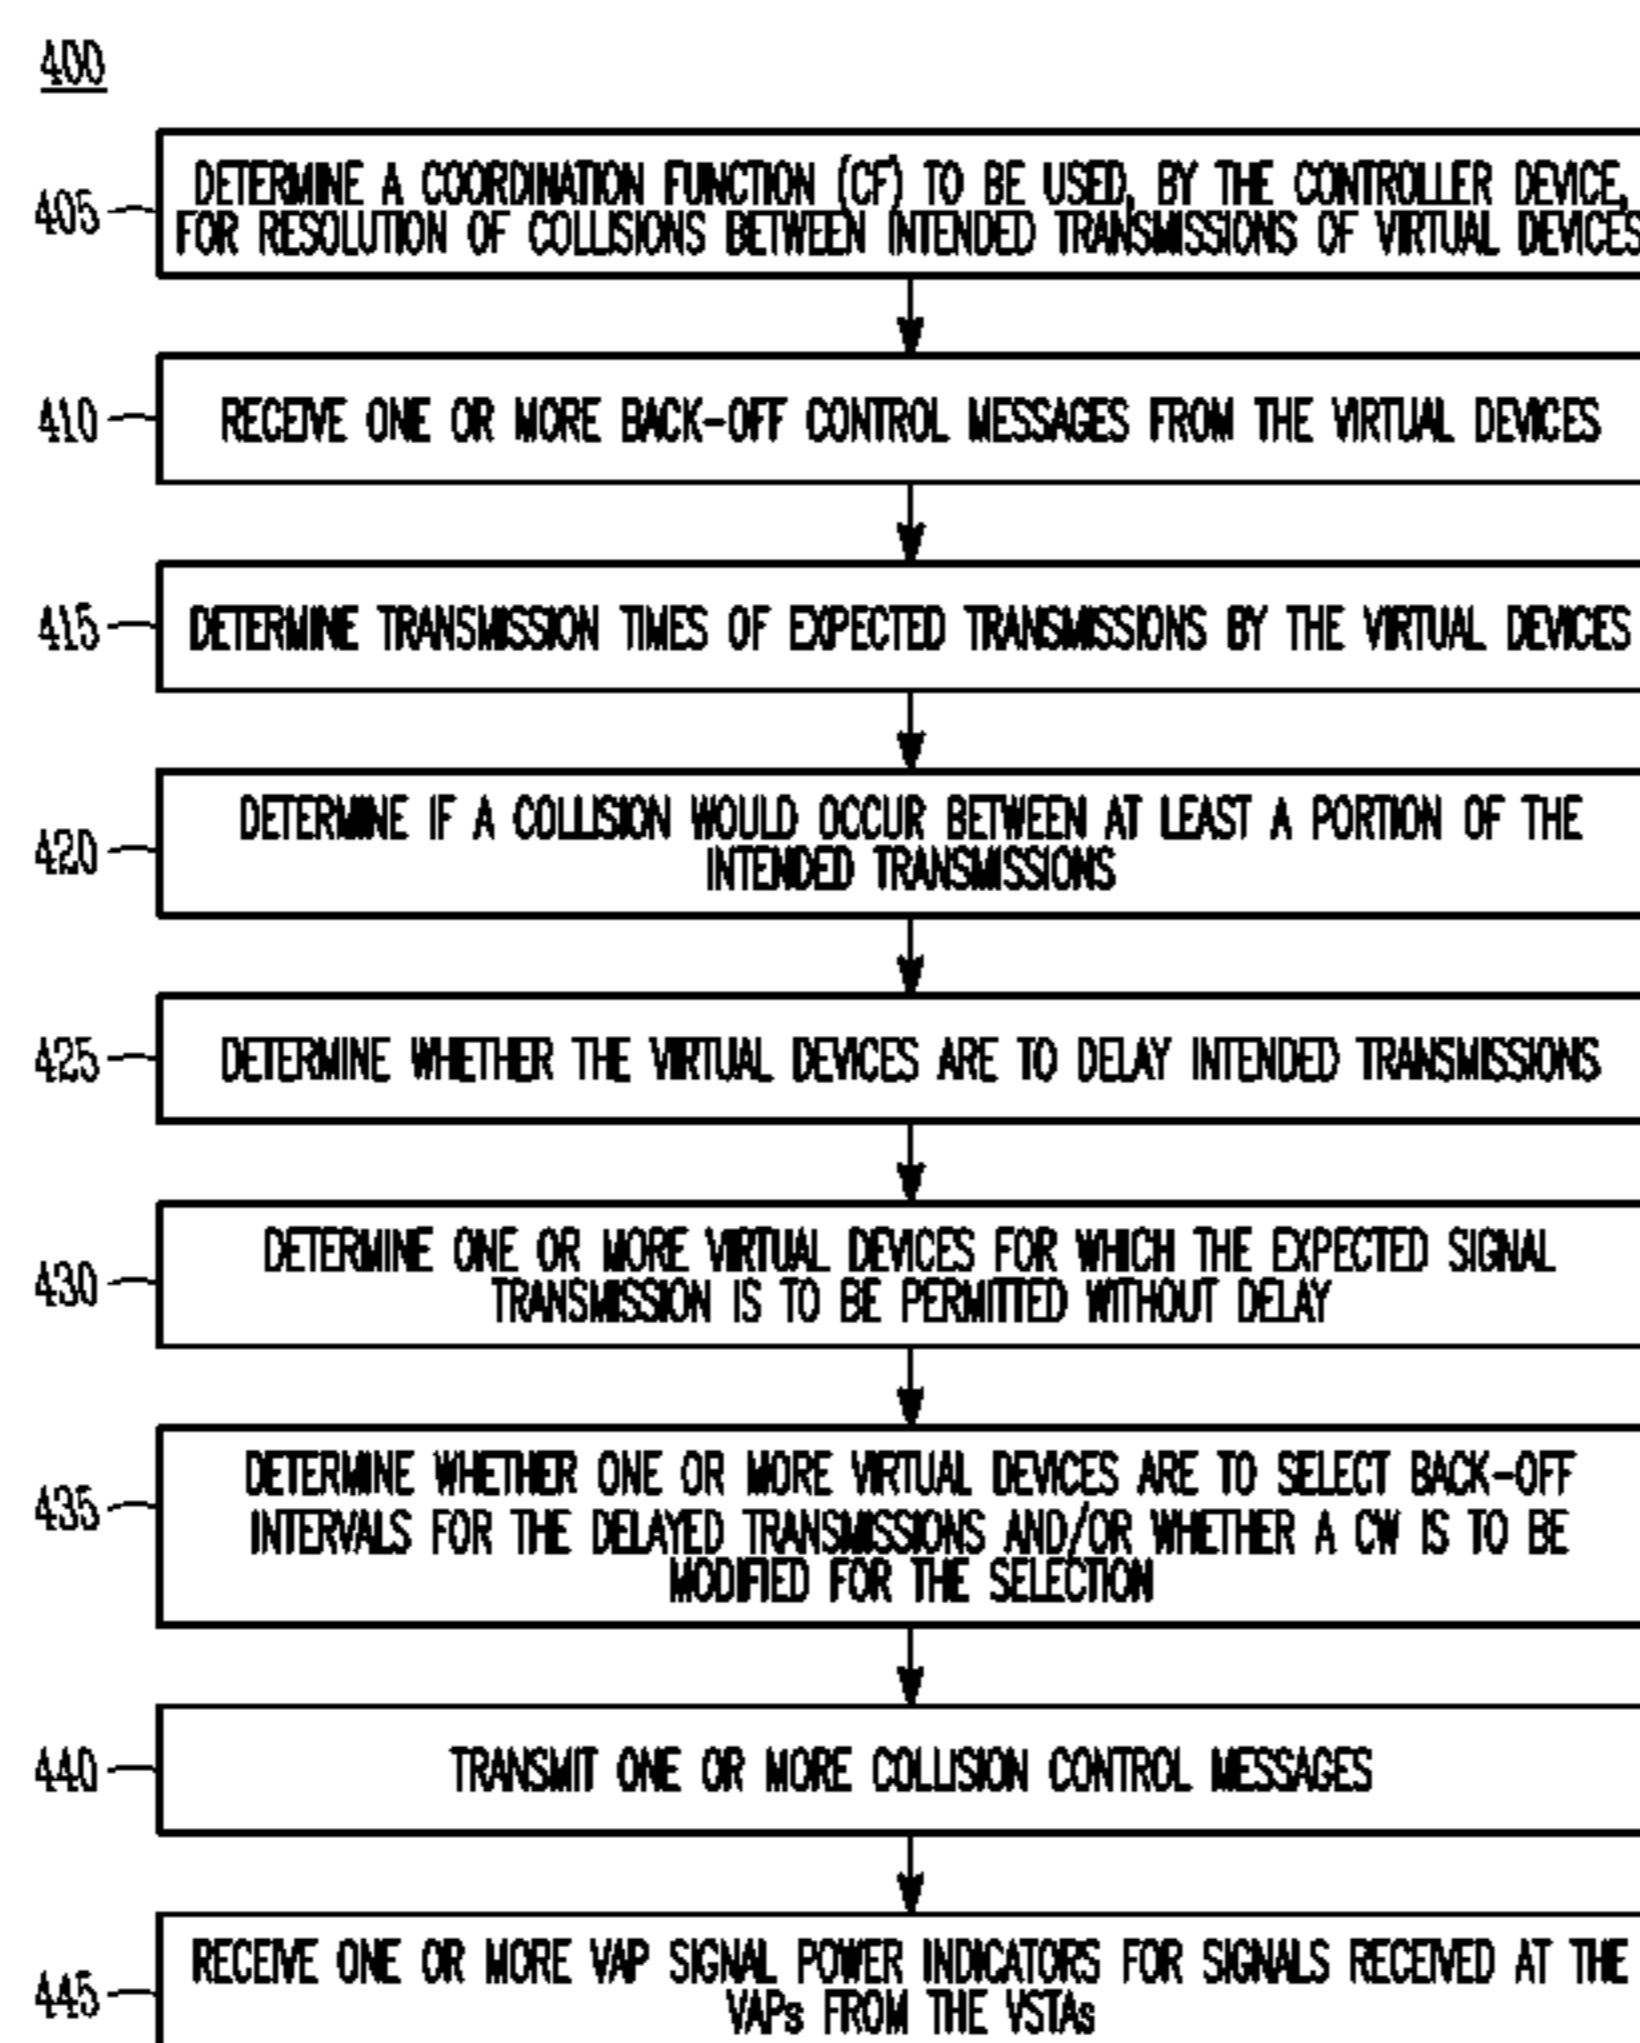 400
405
DETERMINE A COORDINATION FUNCTION (CF) TO BE USED, BY THE CONTROLLER DEVICE,
FOR RESOLUTION OF COLLISIONS BETWEEN INTENDED TRANSMISSIONS OF VIRTUAL DEVICES
410
RECEIVE ONE OR MORE BACK-OFF CONTROL MESSAGES FROM THE VIRTUAL DEVICES
415
DETERMINE TRANSMISSION TIMES OF EXPECTED TRANSMISSIONS BY THE VIRTUAL DEVICES
420
DETERMINE IF A COLLISION WOULD OCCUR BETWEEN AT LEAST A PORTION OF THE
INTENDED TRANSMISSIONS
425
DETERMINE WHETHER THE VIRTUAL DEVICES ARE TO DELAY INTENDED TRANSMISSIONS
430
DETERMINE ONE OR MORE VIRTUAL DEVICES FOR WHICH THE EXPECTED SIGNAL
TRANSMISSION IS TO BE PERMITTED WITHOUT DELAY
435
DETERMINE WHETHER ONE OR MORE VIRTUAL DEVICES ARE TO SELECT BACK-OFF
INTERVALS FOR THE DELAYED TRANSMISSIONS AND/OR WHETHER A CW IS TO BE
MODIFIED FOR THE SELECTION
440
TRANSMIT ONE OR MORE COLLISION CONTROL MESSAGES
445
RECEIVE ONE OR MORE VAP SIGNAL POWER INDICATORS FOR SIGNALS RECEIVED AT THE
VAPs FROM THE VSTAs